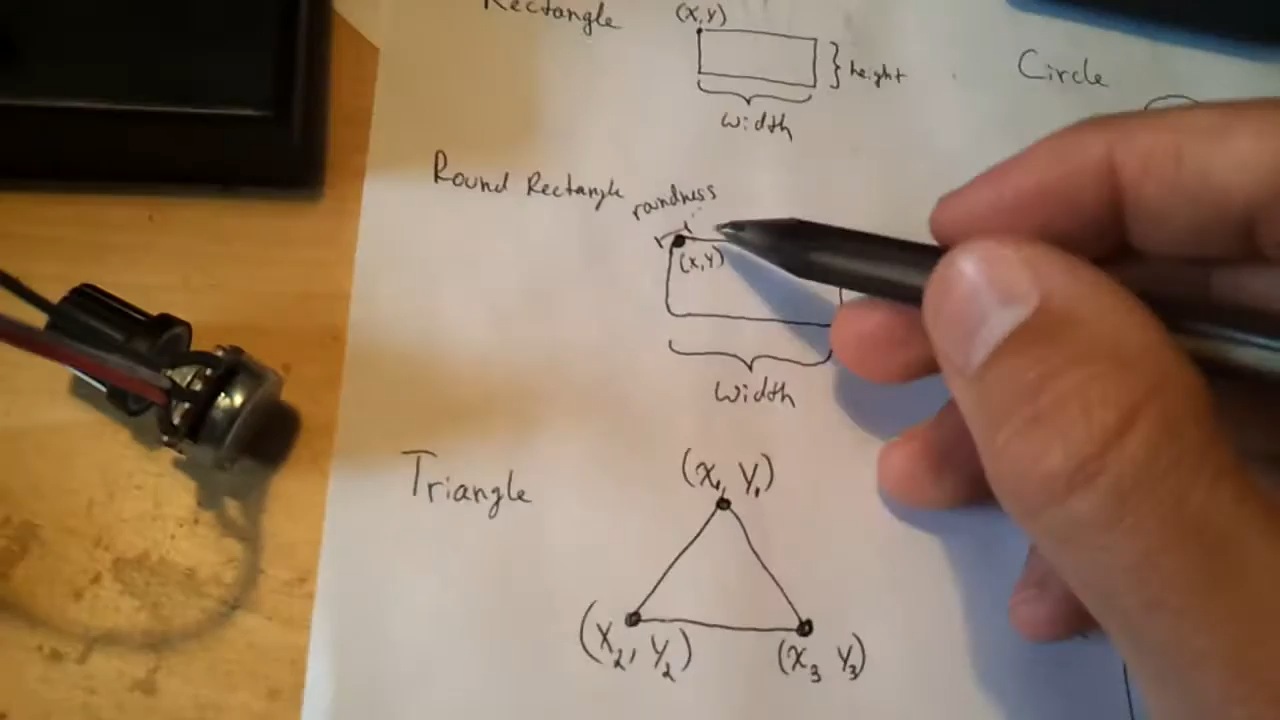 Rectangle
(X,Y)
height
width
Circle
Round Rectangle
roundness
(X,Y)
width
Triangle
(X₁, Y₁)
(X₂, Y₂)
(X₃ Y₃)